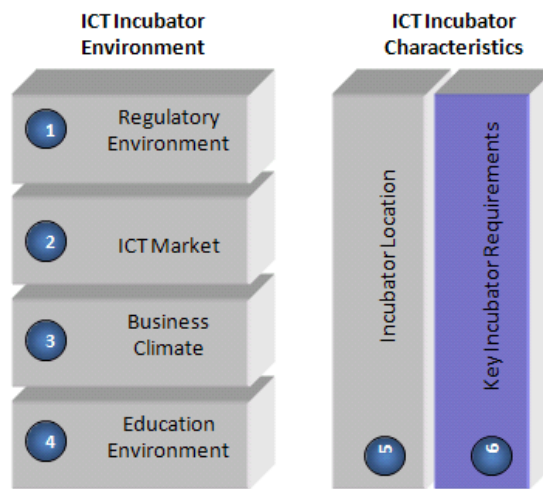 ICT Incubator
Environment
1
Regulatory
Environment
2
ICT Market
3
Business
Climate
4
Education
Environment
ICT Incubator
Characteristics
Incubator Location
5
Key Incubator Requirements
6